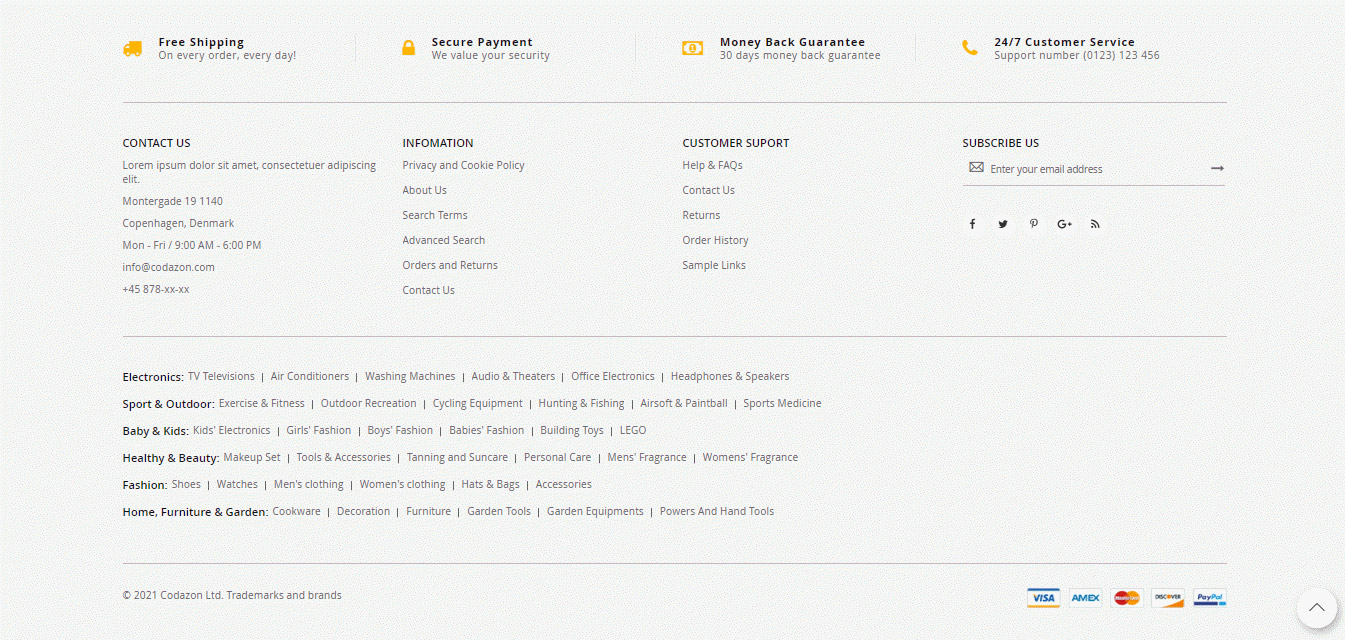 Free Shipping
On every order, every day!
Secure Payment
We value your security
Money Back Guarantee
30 days money back guarantee
24/7 Customer Service
Support number (0123) 123 456
CONTACT US
Lorem ipsum dolor sit amet, consectetuer adipiscing
elit.
Montergade 19 1140
Copenhagen, Denmark
Mon - Fri / 9:00 AM - 6:00 PM
info@codazon.com
+45 878-xx-xx
INFOMATION
Privacy and Cookie Policy
About Us
Search Terms
Advanced Search
Orders and Returns
Contact Us
CUSTOMER SUPORT
Help & FAQs
Contact Us
Returns
Order History
Sample Links
SUBSCRIBE US
Enter your email address
Electronics: TV Televisions | Air Conditioners | Washing Machines | Audio & Theaters | Office Electronics | Headphones & Speakers
Sport & Outdoor: Exercise & Fitness | Outdoor Recreation | Cycling Equipment | Hunting & Fishing | Airsoft & Paintball | Sports Medicine
Baby & Kids: Kids' Electronics | Girls' Fashion | Boys' Fashion | Babies' Fashion | Building Toys | LEGO
Healthy & Beauty: Makeup Set | Tools & Accessories | Tanning and Suncare | Personal Care | Mens' Fragrance | Womens' Fragrance
Fashion: Shoes | Watches | Men's clothing | Women's clothing | Hats & Bags | Accessories
Home, Furniture & Garden: Cookware | Decoration | Furniture | Garden Tools | Garden Equipments | Powers And Hand Tools
© 2021 Codazon Ltd. Trademarks and brands
VISA AMEX MasterCard DISCOVER PayPal